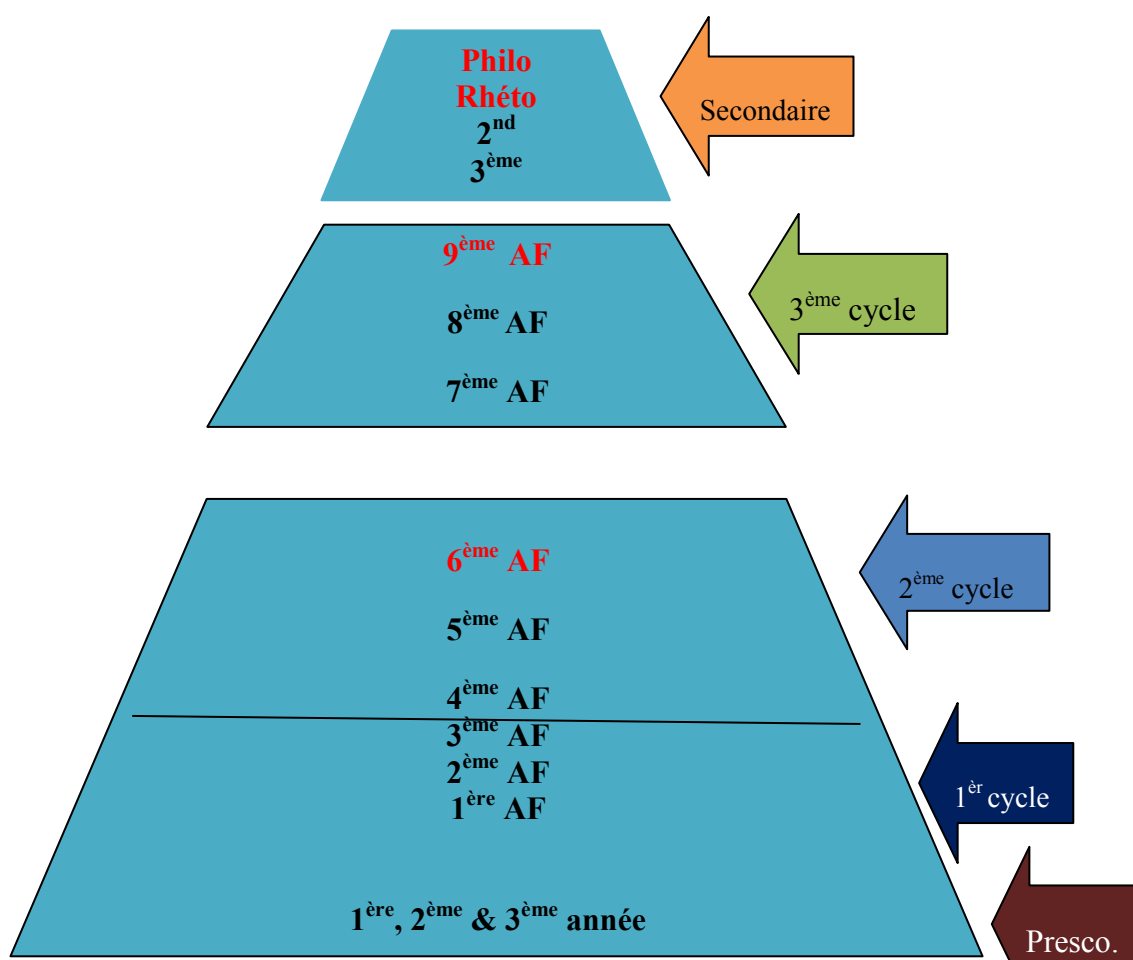 Philo
Rhéto
2nd
3ème
Secondaire
9ème AF
8ème AF
7ème AF
3ème cycle
6ème AF
5ème AF
4ème AF
2ème cycle
3ème AF
2ème AF
1ère AF
1èr cycle
1ère, 2ème & 3ème année
Presco.